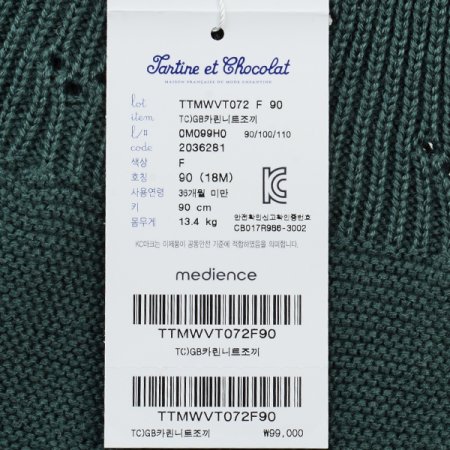 Tartine et Chocolat
MAISON FRANÇAISE DU MODE ENFANTINE
lot TTMWVT072 F 90
item TC)GB카린니트조끼
l/# 0M099H0 90/100/110
code 2036281
색상 F
호칭 90 (18M)
사용연령 36개월 미만
키 90 cm
몸무게 13.4 kg
안전확인신고확인증번호
CB017R986-3002
KC마크는 이제품이 공통안전 기준에 적합하였음을 의미합니다.
medience
TTMWVT072F90
TC)GB카린니트조끼
TTMWVT072F90
TC)GB카린니트조끼 ₩99,000